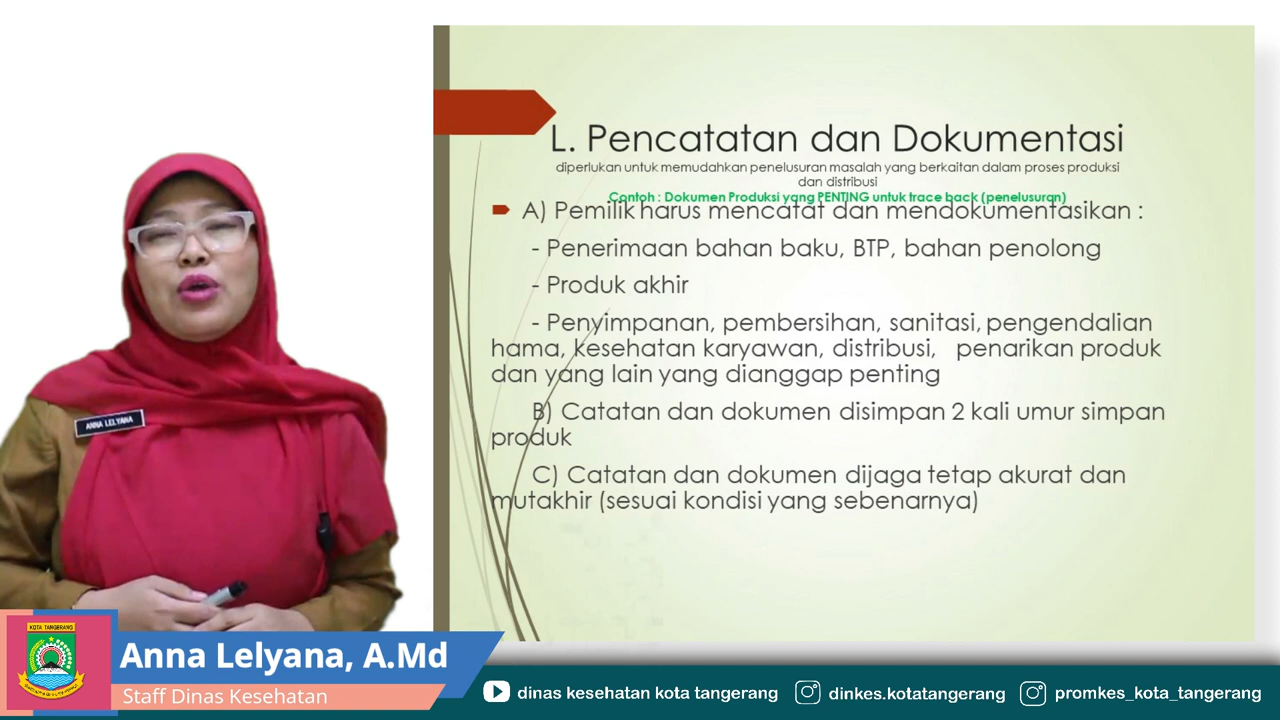 L. Pencatatan dan Dokumentasi
diperlukan untuk memudahkan penelusuran masalah yang berkaitan dalam proses produksi
dan distribusi
Contoh : Dokumen Produksi yang PENTING untuk trace back (penelusuran)
A) Pemilik harus mencatat dan mendokumentasikan :
- Penerimaan bahan baku, BTP, bahan penolong
- Produk akhir
- Penyimpanan, pembersihan, sanitasi, pengendalian
hama, kesehatan karyawan, distribusi, penarikan produk
dan yang lain yang dianggap penting
B) Catatan dan dokumen disimpan 2 kali umur simpan
produk
C) Catatan dan dokumen dijaga tetap akurat dan
mutakhir (sesuai kondisi yang sebenarnya)
ANNA LELYANA
KOTA TANGERANG
Anna Lelyana, A.Md
Staff Dinas Kesehatan
dinas kesehatan kota tangerang
dinkes.kotatangerang
promkes_kota_tangerang